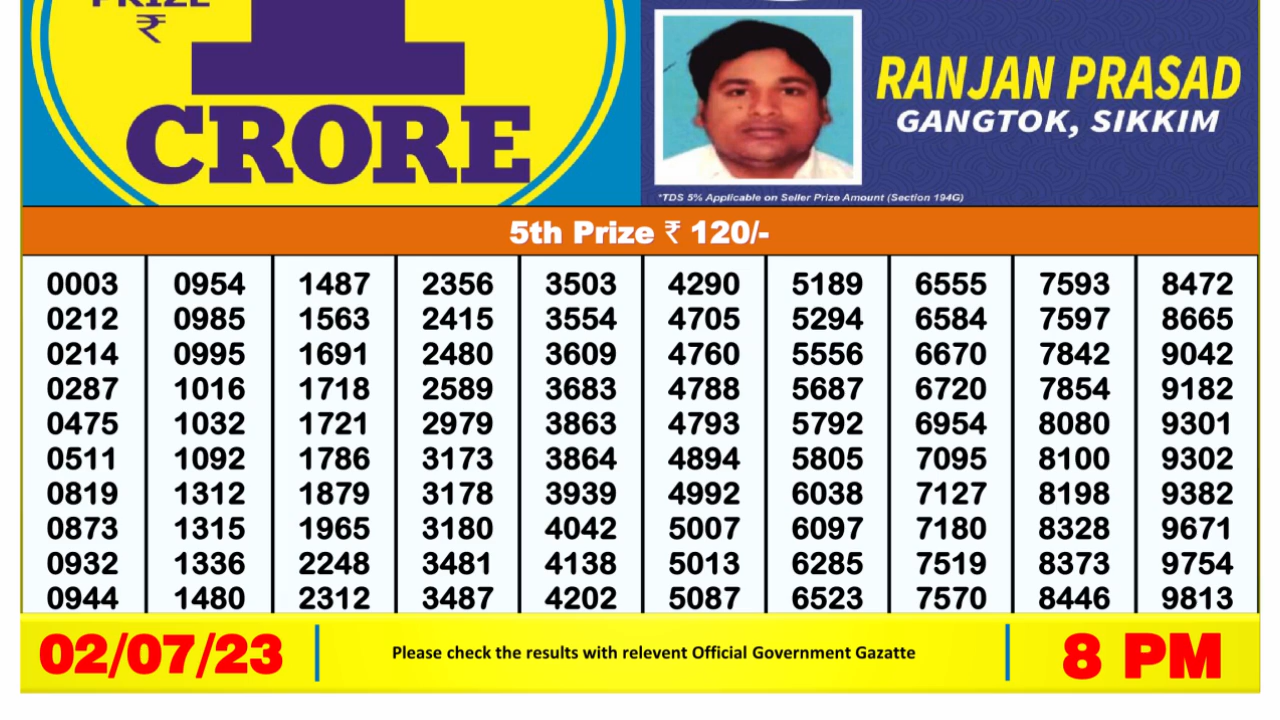 PRIZE
₹
1
CRORE
RANJAN PRASAD
GANGTOK, SIKKIM
*TDS 5% Applicable on Seller Prize Amount (Section 194G)
5th Prize ₹ 120/-
0003 0954 1487 2356 3503 4290 5189 6555 7593 8472
0212 0985 1563 2415 3554 4705 5294 6584 7597 8665
0214 0995 1691 2480 3609 4760 5556 6670 7842 9042
0287 1016 1718 2589 3683 4788 5687 6720 7854 9182
0475 1032 1721 2979 3863 4793 5792 6954 8080 9301
0511 1092 1786 3173 3864 4894 5805 7095 8100 9302
0819 1312 1879 3178 3939 4992 6038 7127 8198 9382
0873 1315 1965 3180 4042 5007 6097 7180 8328 9671
0932 1336 2248 3481 4138 5013 6285 7519 8373 9754
0944 1480 2312 3487 4202 5087 6523 7570 8446 9813
02/07/23
Please check the results with relevent Official Government Gazatte
8 PM